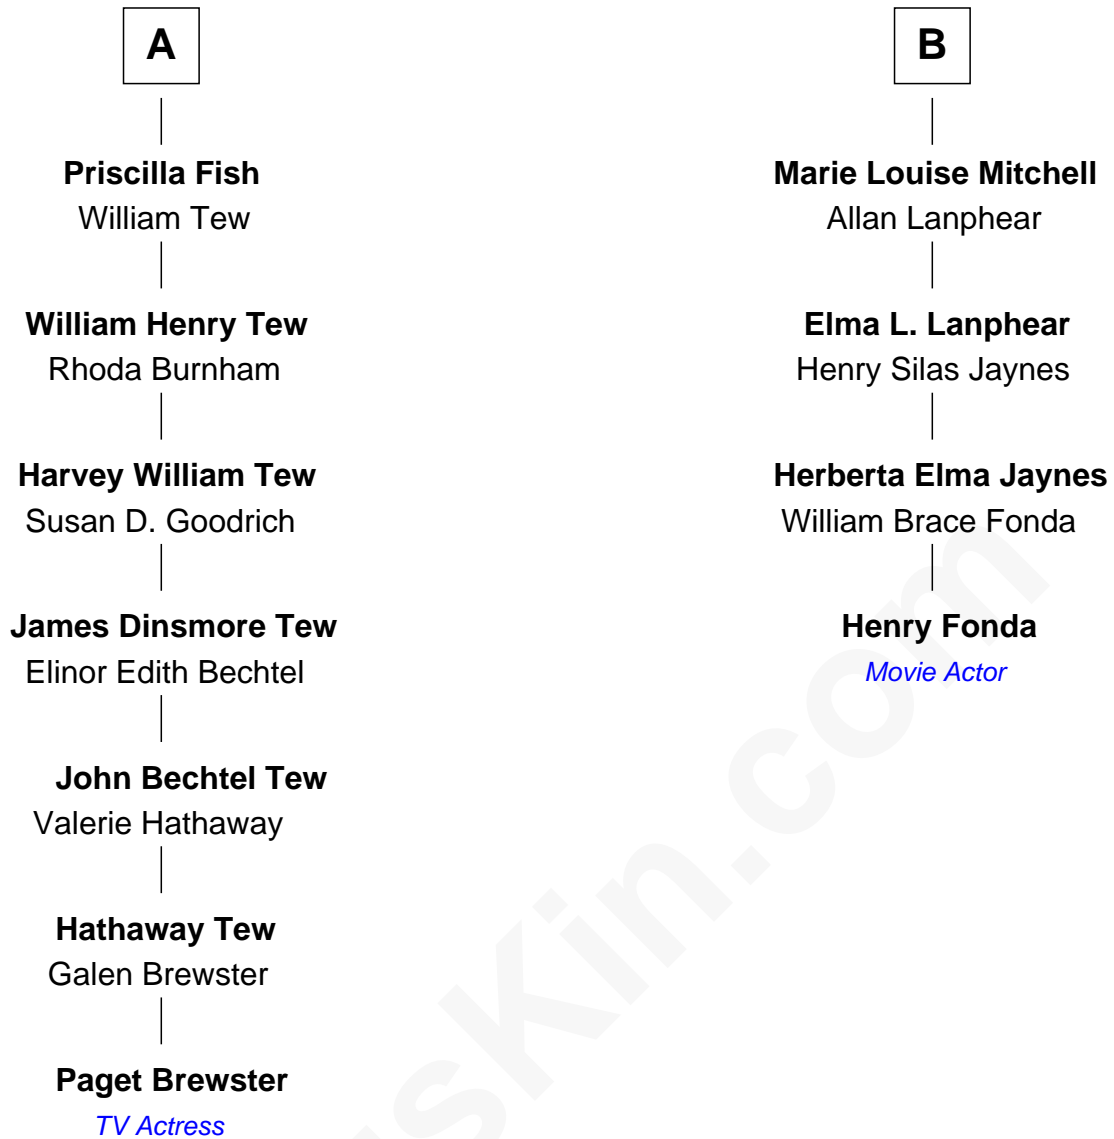 A
Priscilla Fish
William Tew
William Henry Tew
Rhoda Burnham
Harvey William Tew
Susan D. Goodrich
James Dinsmore Tew
Elinor Edith Bechtel
John Bechtel Tew
Valerie Hathaway
Hathaway Tew
Galen Brewster
Paget Brewster
TV Actress
B
Marie Louise Mitchell
Allan Lanphear
Elma L. Lanphear
Henry Silas Jaynes
Herberta Elma Jaynes
William Brace Fonda
Henry Fonda
Movie Actor